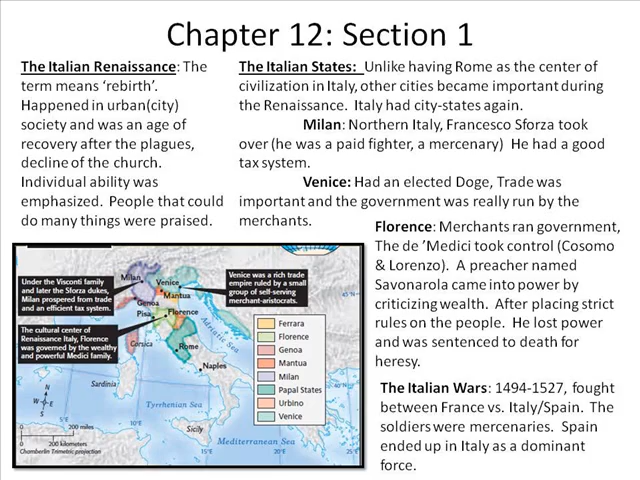 Chapter 12: Section 1
The Italian Renaissance: The
term means 'rebirth'.
Happened in urban(city)
society and was an age of
recovery after the plagues,
decline of the church.
Individual ability was
emphasized. People that could
do many things were praised.
The Italian States: Unlike having Rome as the center of
civilization in Italy, other cities became important during
the Renaissance. Italy had city-states again.
Milan: Northern Italy, Francesco Sforza took
over (he was a paid fighter, a mercenary) He had a good
tax system.
Venice: Had an elected Doge, Trade was
important and the government was really run by the
merchants.
Florence: Merchants ran government,
The de 'Medici took control (Cosomo
& Lorenzo). A preacher named
Savonarola came into power by
criticizing wealth. After placing strict
rules on the people. He lost power
and was sentenced to death for
heresy.
The Italian Wars: 1494-1527, fought
between France vs. Italy/Spain. The
soldiers were mercenaries. Spain
ended up in Italy as a dominant
force.
Under the Visconti family
and later the Sforza dukes,
Milan prospered from trade
and an efficient tax system.
The cultural center of
Renaissance Italy, Florence
was governed by the wealthy
and powerful Medici family.
Venice was a rich trade
empire ruled by a small
group of self-serving
merchant-aristocrats.
Milan
Venice
Mantua
Genoa
Pisa
Florence
Corsica
Rome
Naples
Adriatic Sea
Sardinia
Tyrrhenian Sea
Sicily
Mediterranean Sea
Ferrara
Florence
Genoa
Mantua
Milan
Papal States
Urbino
Venice
N
W
E
S
0 200 miles
0 200 kilometers
Chamberlin Trimetric projection
5°E
10°E
15°E
20°E
25°E